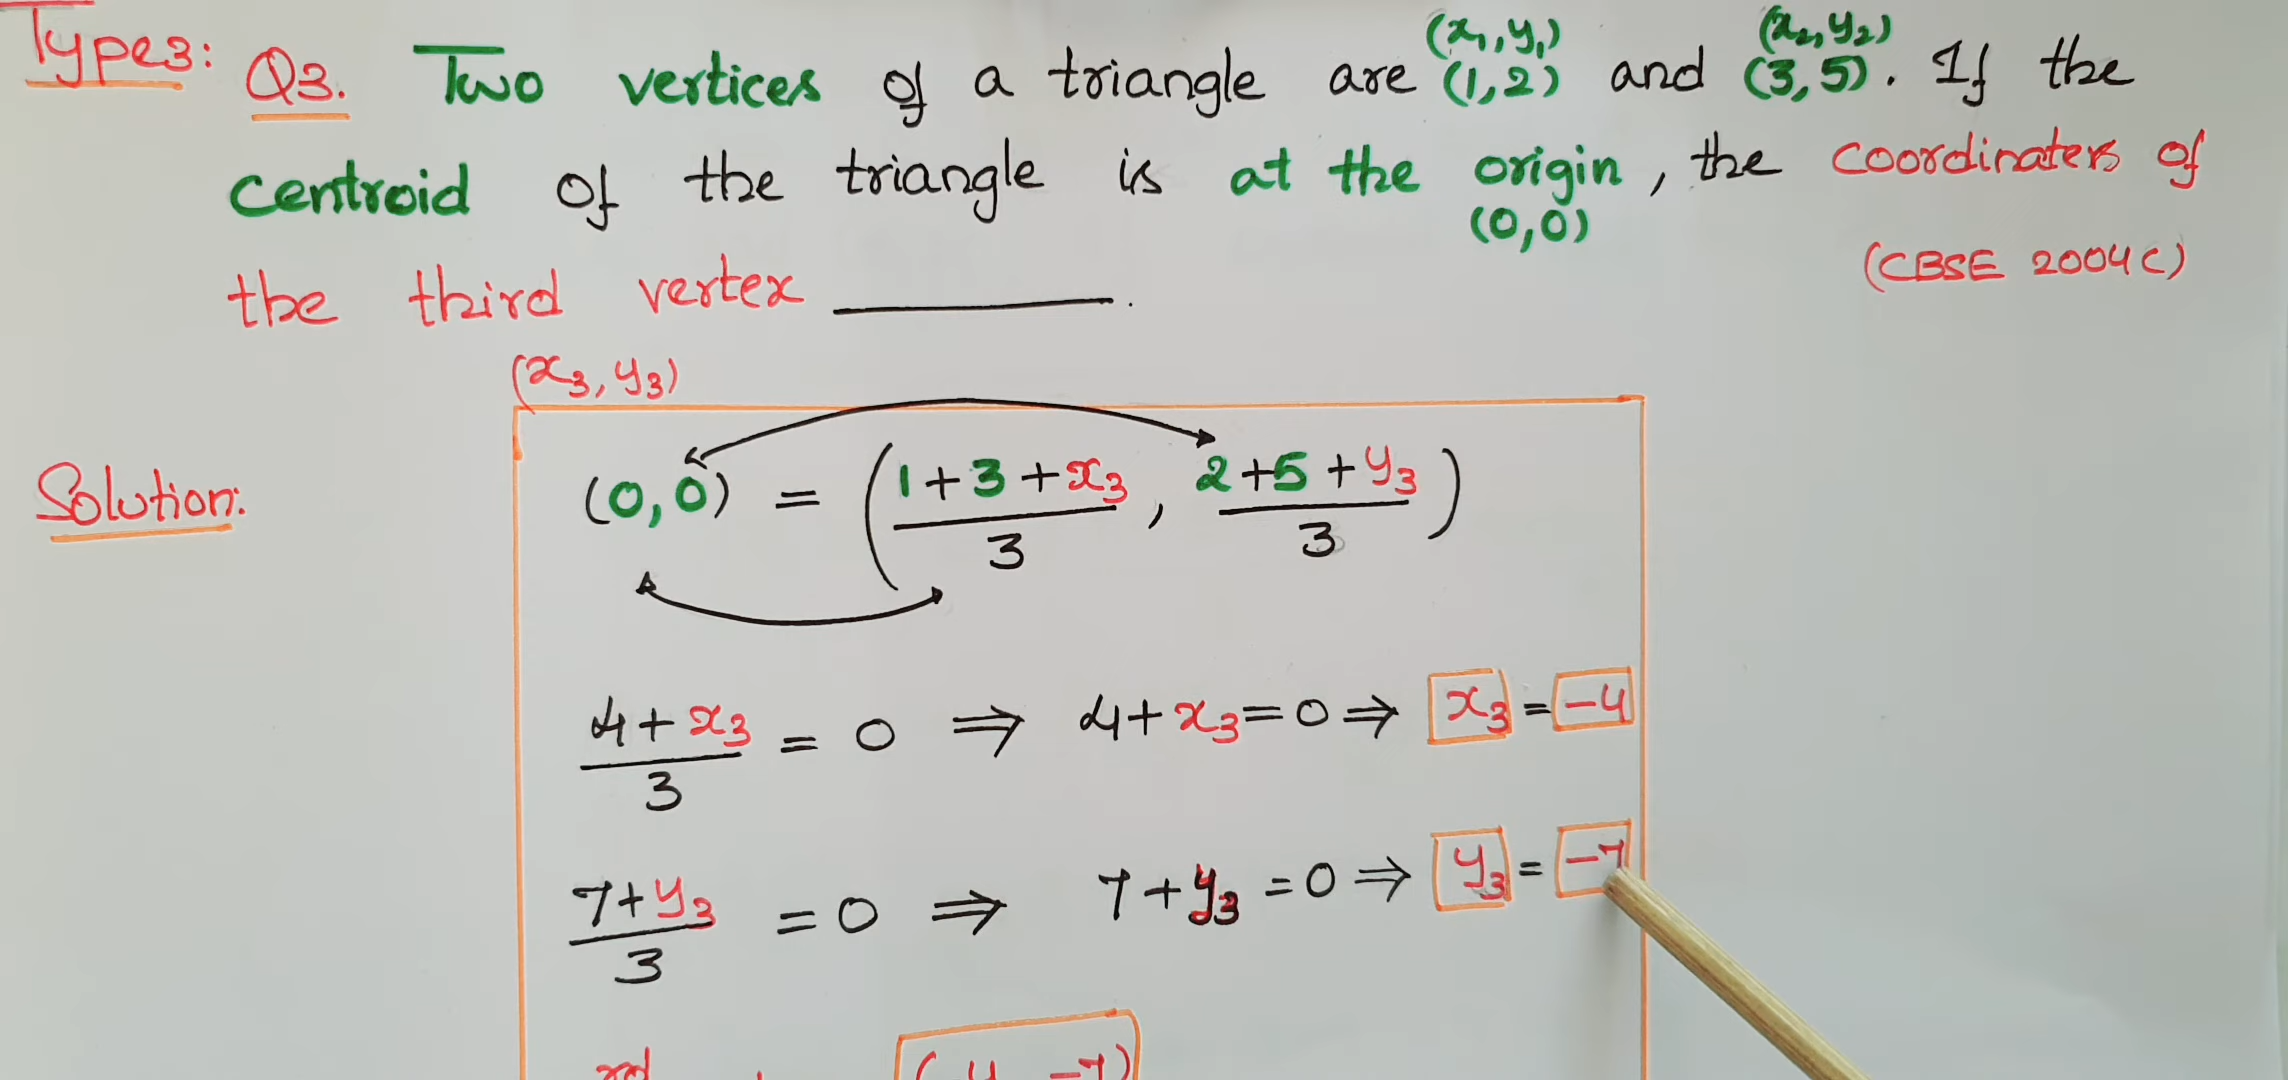 Type3: Q3. Two vertices of a triangle are (x₁,y₁) (1,2) and (x₂,y₂) (3,5). If the
centroid of the triangle is at the origin, the coordinates of
(0,0)
the third vertex ________. (CBSE 2004C)
(x₃,y₃)
Solution: (0,0) = ( (1+3+x₃)/3 , (2+5+y₃)/3 )
(4+x₃)/3 = 0 ⇒ 4+x₃=0 ⇒ x₃ = -4
(7+y₃)/3 = 0 ⇒ 7+y₃=0 ⇒ y₃ = -7
rd